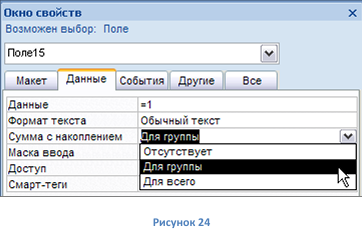 Окно свойств
Возможен выбор: Поле
Поле15
Макет Данные События Другие Все
Данные =1
Формат текста Обычный текст
Сумма с накоплением Для группы
Маска ввода Отсутствует
Доступ Для группы
Смарт-теги Для всего
Рисунок 24